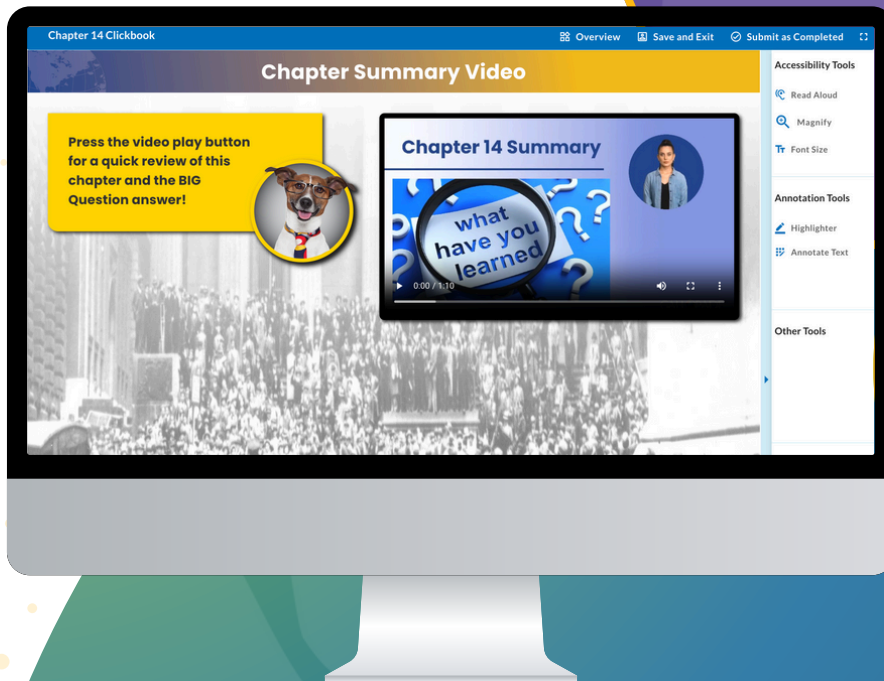 Chapter 14 Clickbook
Overview
Save and Exit
Submit as Completed
Chapter Summary Video
Press the video play button
for a quick review of this
chapter and the BIG
Question answer!
Chapter 14 Summary
what
have you
learned
0:00 / 1:10
Accessibility Tools
Read Aloud
Magnify
Tt Font Size
Annotation Tools
Highlighter
Annotate Text
Other Tools